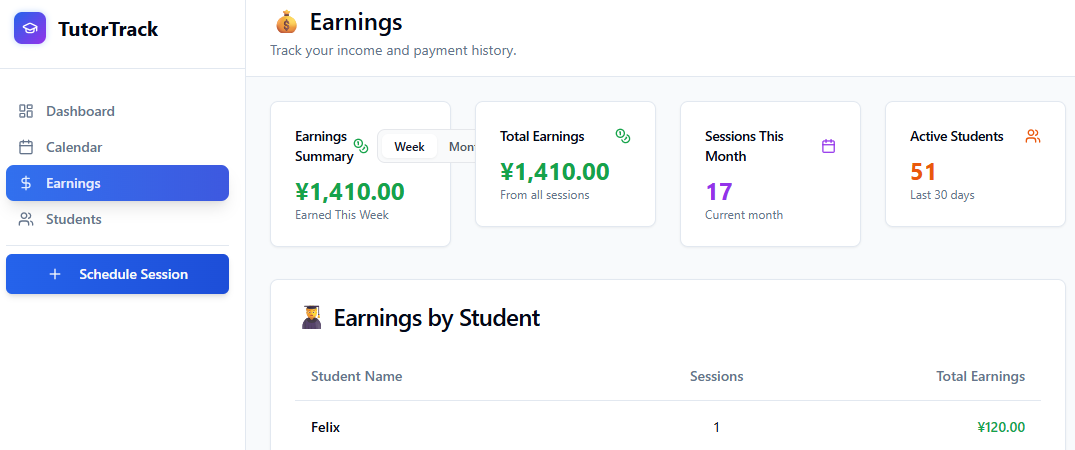 TutorTrack
Dashboard
Calendar
Earnings
Students
Schedule Session
Earnings
Track your income and payment history.
Earnings
Summary
Week
Mon
¥1,410.00
Earned This Week
Total Earnings
¥1,410.00
From all sessions
Sessions This
Month
17
Current month
Active Students
51
Last 30 days
Earnings by Student
Student Name Sessions Total Earnings
Felix 1 ¥120.00